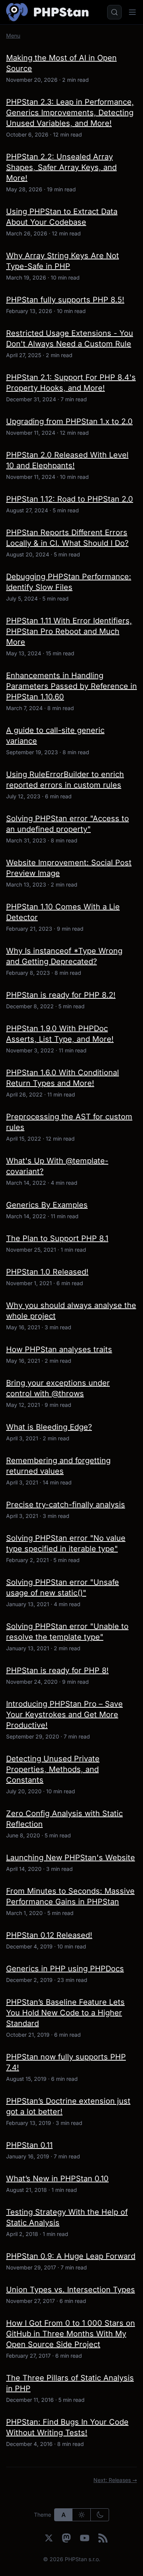 PHPStan
Menu
Making the Most of AI in Open
Source
November 20, 2026 · 2 min read
PHPStan 2.3: Leap in Performance,
Generics Improvements, Detecting
Unused Variables, and More!
October 6, 2026 · 12 min read
PHPStan 2.2: Unsealed Array
Shapes, Safer Array Keys, and
More!
May 28, 2026 · 19 min read
Using PHPStan to Extract Data
About Your Codebase
March 26, 2026 · 12 min read
Why Array String Keys Are Not
Type-Safe in PHP
March 19, 2026 · 10 min read
PHPStan fully supports PHP 8.5!
February 13, 2026 · 10 min read
Restricted Usage Extensions - You
Don't Always Need a Custom Rule
April 27, 2025 · 2 min read
PHPStan 2.1: Support For PHP 8.4's
Property Hooks, and More!
December 31, 2024 · 7 min read
Upgrading from PHPStan 1.x to 2.0
November 11, 2024 · 12 min read
PHPStan 2.0 Released With Level
10 and Elephpants!
November 11, 2024 · 10 min read
PHPStan 1.12: Road to PHPStan 2.0
August 27, 2024 · 5 min read
PHPStan Reports Different Errors
Locally & in CI. What Should I Do?
August 20, 2024 · 5 min read
Debugging PHPStan Performance:
Identify Slow Files
July 5, 2024 · 5 min read
PHPStan 1.11 With Error Identifiers,
PHPStan Pro Reboot and Much
More
May 13, 2024 · 15 min read
Enhancements in Handling
Parameters Passed by Reference in
PHPStan 1.10.60
March 7, 2024 · 8 min read
A guide to call-site generic
variance
September 19, 2023 · 8 min read
Using RuleErrorBuilder to enrich
reported errors in custom rules
July 12, 2023 · 6 min read
Solving PHPStan error "Access to
an undefined property"
March 31, 2023 · 8 min read
Website Improvement: Social Post
Preview Image
March 13, 2023 · 2 min read
PHPStan 1.10 Comes With a Lie
Detector
February 21, 2023 · 9 min read
Why Is instanceof *Type Wrong
and Getting Deprecated?
February 8, 2023 · 8 min read
PHPStan is ready for PHP 8.2!
December 8, 2022 · 5 min read
PHPStan 1.9.0 With PHPDoc
Asserts, List Type, and More!
November 3, 2022 · 11 min read
PHPStan 1.6.0 With Conditional
Return Types and More!
April 26, 2022 · 11 min read
Preprocessing the AST for custom
rules
April 15, 2022 · 12 min read
What's Up With @template-
covariant?
March 14, 2022 · 4 min read
Generics By Examples
March 14, 2022 · 11 min read
The Plan to Support PHP 8.1
November 25, 2021 · 1 min read
PHPStan 1.0 Released!
November 1, 2021 · 6 min read
Why you should always analyse the
whole project
May 16, 2021 · 3 min read
How PHPStan analyses traits
May 16, 2021 · 2 min read
Bring your exceptions under
control with @throws
May 12, 2021 · 9 min read
What is Bleeding Edge?
April 3, 2021 · 2 min read
Remembering and forgetting
returned values
April 3, 2021 · 14 min read
Precise try-catch-finally analysis
April 3, 2021 · 3 min read
Solving PHPStan error "No value
type specified in iterable type"
February 2, 2021 · 5 min read
Solving PHPStan error "Unsafe
usage of new static()"
January 13, 2021 · 4 min read
Solving PHPStan error "Unable to
resolve the template type"
January 13, 2021 · 2 min read
PHPStan is ready for PHP 8!
November 24, 2020 · 9 min read
Introducing PHPStan Pro – Save
Your Keystrokes and Get More
Productive!
September 29, 2020 · 7 min read
Detecting Unused Private
Properties, Methods, and
Constants
July 20, 2020 · 10 min read
Zero Config Analysis with Static
Reflection
June 8, 2020 · 5 min read
Launching New PHPStan's Website
April 14, 2020 · 3 min read
From Minutes to Seconds: Massive
Performance Gains in PHPStan
March 1, 2020 · 5 min read
PHPStan 0.12 Released!
December 4, 2019 · 10 min read
Generics in PHP using PHPDocs
December 2, 2019 · 23 min read
PHPStan's Baseline Feature Lets
You Hold New Code to a Higher
Standard
October 21, 2019 · 6 min read
PHPStan now fully supports PHP
7.4!
August 15, 2019 · 6 min read
PHPStan's Doctrine extension just
got a lot better!
February 13, 2019 · 3 min read
PHPStan 0.11
January 16, 2019 · 7 min read
What's New in PHPStan 0.10
August 21, 2018 · 1 min read
Testing Strategy With the Help of
Static Analysis
April 2, 2018 · 1 min read
PHPStan 0.9: A Huge Leap Forward
November 29, 2017 · 7 min read
Union Types vs. Intersection Types
November 27, 2017 · 6 min read
How I Got From 0 to 1 000 Stars on
GitHub in Three Months With My
Open Source Side Project
February 27, 2017 · 6 min read
The Three Pillars of Static Analysis
in PHP
December 11, 2016 · 5 min read
PHPStan: Find Bugs In Your Code
Without Writing Tests!
December 4, 2016 · 8 min read
Next: Releases →
Theme A
© 2026 PHPStan s.r.o.